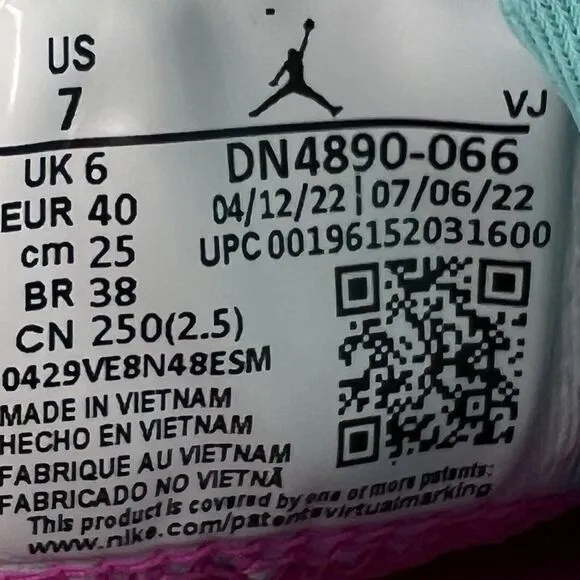 US
7
VJ
UK 6
EUR 40
cm 25
BR 38
CN 250(2.5)
DN4890-066
04/12/22 | 07/06/22
UPC 00196152031600
0429VE8N48ESM
MADE IN VIETNAM
HECHO EN VIETNAM
FABRIQUE AU VIETNAM
FABRICADO NO VIETNÃ
This product is covered by one or more patents:
www.nike.com/patentsvirtualmarking